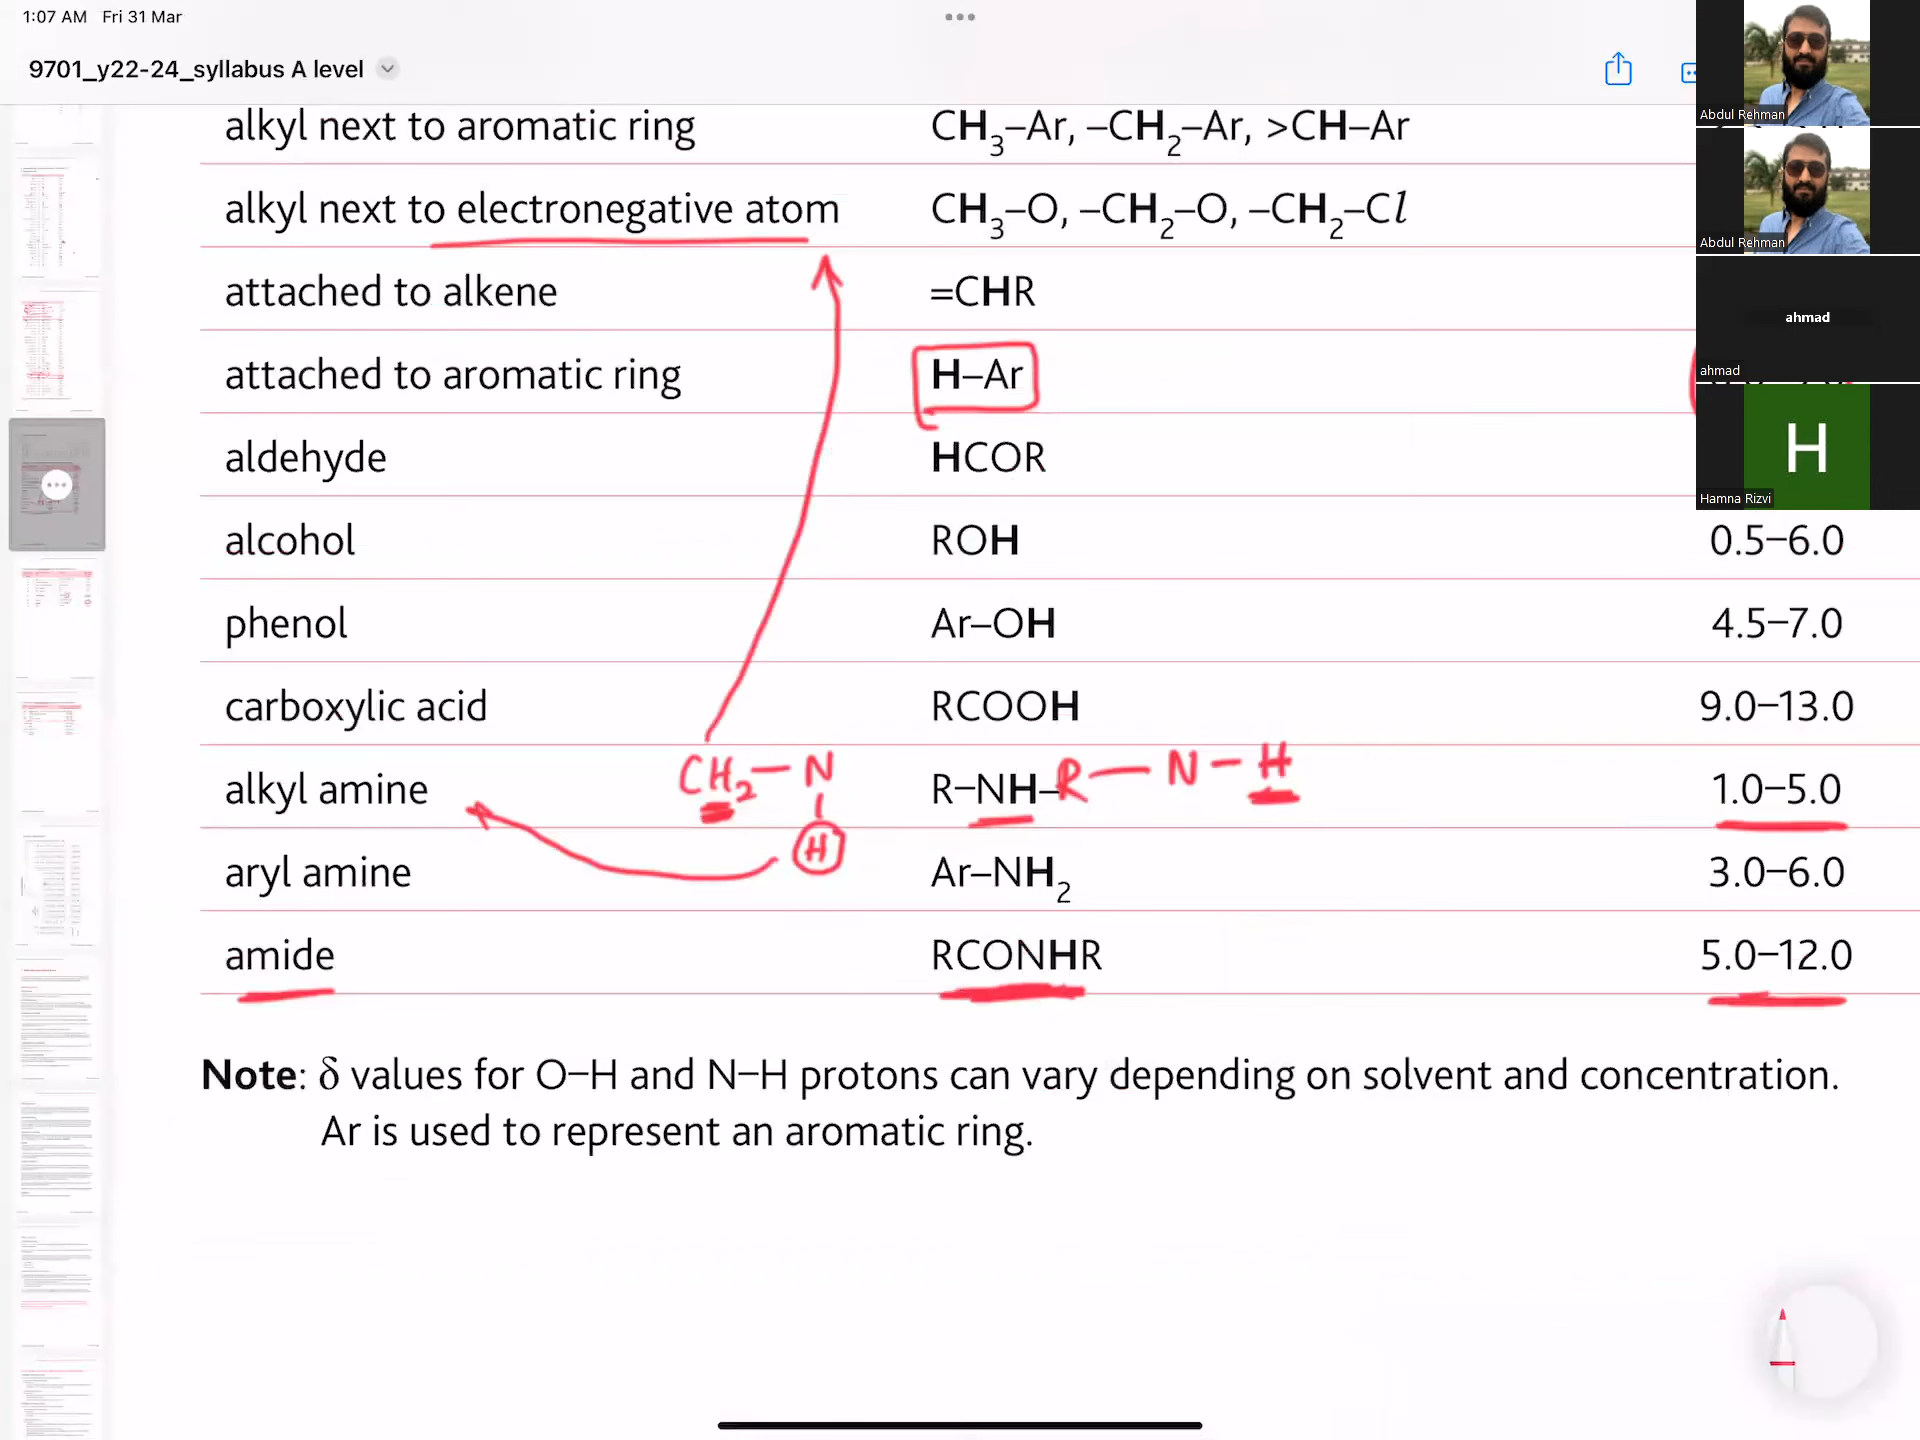 1:07 AM Fri 31 Mar
9701_y22-24_syllabus A level
Abdul Rehman
alkyl next to aromatic ring CH₃–Ar, –CH₂–Ar, >CH–Ar
alkyl next to electronegative atom CH₃–O, –CH₂–O, –CH₂–Cl
Abdul Rehman
attached to alkene =CHR
ahmad
attached to aromatic ring H–Ar
ahmad
aldehyde HCOR
H
Hamna Rizvi
alcohol ROH 0.5–6.0
phenol Ar–OH 4.5–7.0
carboxylic acid RCOOH 9.0–13.0
CH₂–N
R–N–H
alkyl amine R–NH– 1.0–5.0
H
aryl amine Ar–NH₂ 3.0–6.0
amide RCONHR 5.0–12.0
Note: δ values for O–H and N–H protons can vary depending on solvent and concentration.
Ar is used to represent an aromatic ring.